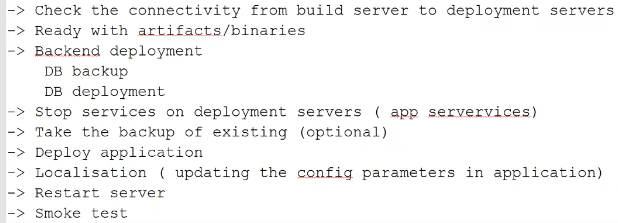 -> Check the connectivity from build server to deployment servers
-> Ready with artifacts/binaries
-> Backend deployment
DB backup
DB deployment
-> Stop services on deployment servers ( app servervices)
-> Take the backup of existing (optional)
-> Deploy application
-> Localisation ( updating the config parameters in application)
-> Restart server
-> Smoke test